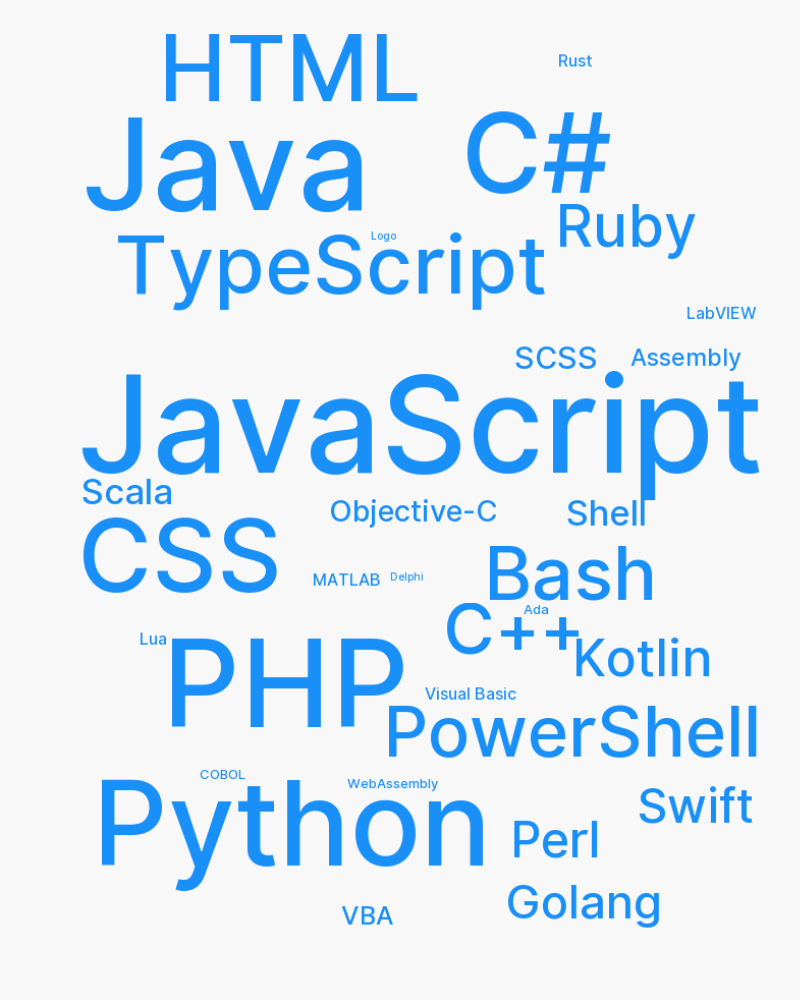 HTML
Rust
Java
C#
Ruby
Logo
TypeScript
LabVIEW
SCSS
Assembly
JavaScript
Scala
Objective-C
Shell
CSS
MATLAB
Delphi
Bash
Ada
C++
Lua
Kotlin
PHP
Visual Basic
PowerShell
COBOL
WebAssembly
Python
Swift
Perl
Golang
VBA